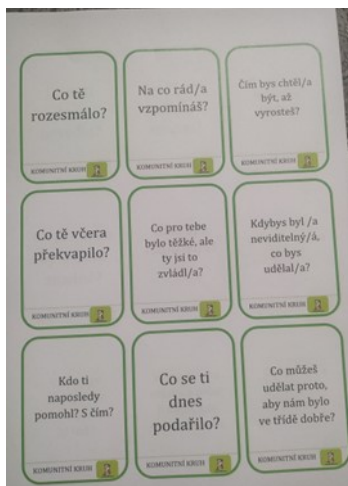 Co tě
rozesmálo?
KOMUNITNÍ KRUH
Na co rád/a
vzpomínáš?
KOMUNITNÍ KRUH
Čím bys chtěl/a
být, až
vyrosteš?
KOMUNITNÍ KRUH
Co tě včera
překvapilo?
KOMUNITNÍ KRUH
Co pro tebe
bylo těžké, ale
ty jsi to
zvládl/a?
KOMUNITNÍ KRUH
Kdybys byl /a
neviditelný/á,
co bys
udělal/a?
KOMUNITNÍ KRUH
Kdo ti
naposledy
pomohl? S čím?
KOMUNITNÍ KRUH
Co se ti
dnes
podařilo?
KOMUNITNÍ KRUH
Co můžeš
udělat proto,
aby nám bylo
ve třídě dobře?
KOMUNITNÍ KRUH